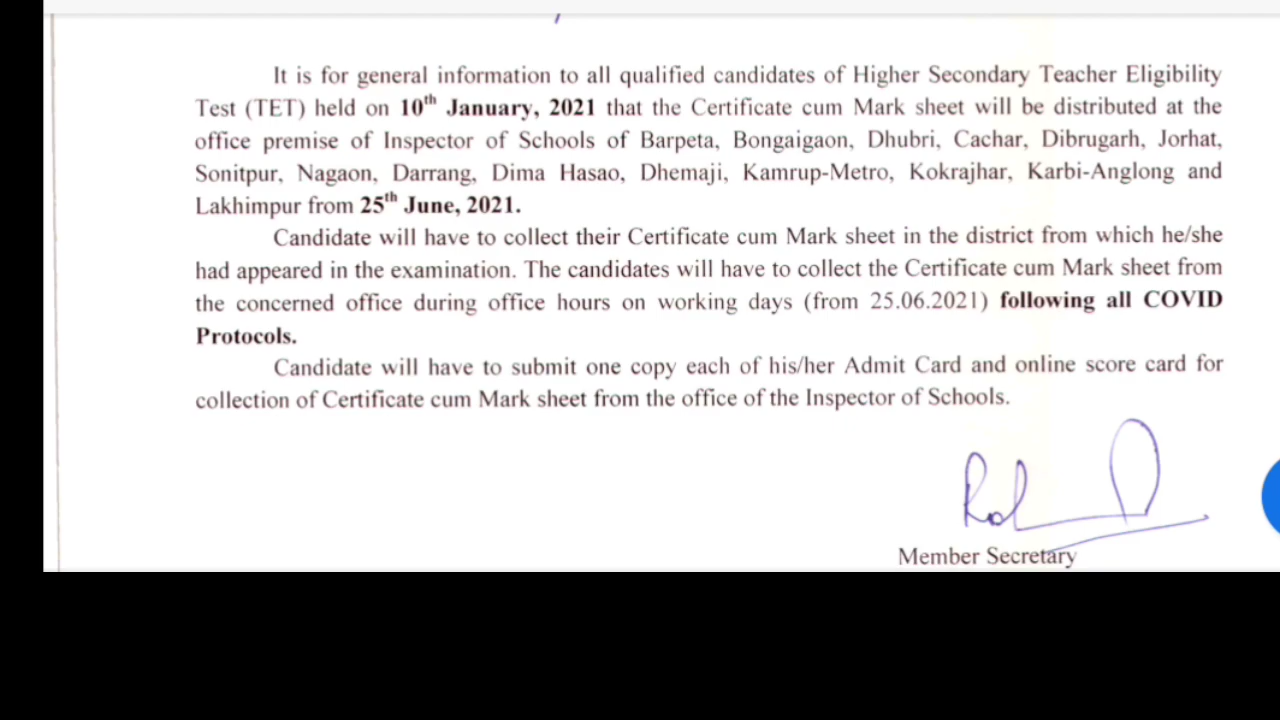 It is for general information to all qualified candidates of Higher Secondary Teacher Eligibility
Test (TET) held on 10th January, 2021 that the Certificate cum Mark sheet will be distributed at the
office premise of Inspector of Schools of Barpeta, Bongaigaon, Dhubri, Cachar, Dibrugarh, Jorhat,
Sonitpur, Nagaon, Darrang, Dima Hasao, Dhemaji, Kamrup-Metro, Kokrajhar, Karbi-Anglong and
Lakhimpur from 25th June, 2021.
Candidate will have to collect their Certificate cum Mark sheet in the district from which he/she
had appeared in the examination. The candidates will have to collect the Certificate cum Mark sheet from
the concerned office during office hours on working days (from 25.06.2021) following all COVID
Protocols.
Candidate will have to submit one copy each of his/her Admit Card and online score card for
collection of Certificate cum Mark sheet from the office of the Inspector of Schools.
Member Secretary